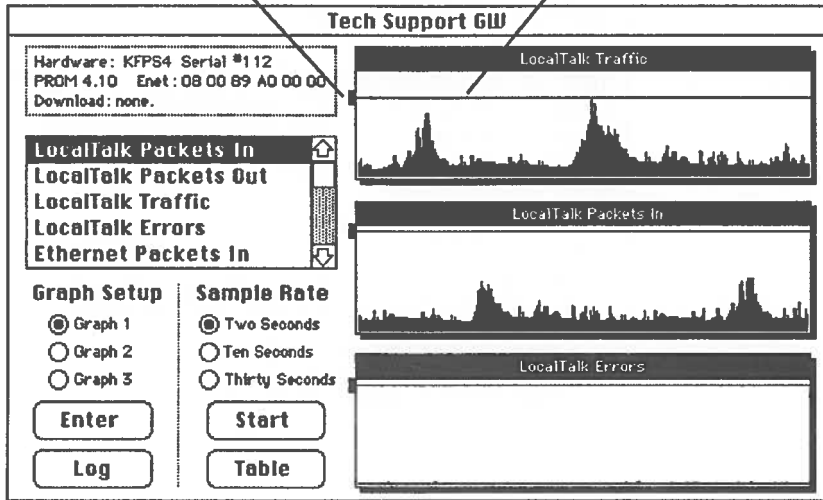 Tech Support GW
Hardware: KFPS4 Serial #112
PROM 4.10 Enet: 08 00 89 A0 00 00
Download: none.
LocalTalk Packets In
LocalTalk Packets Out
LocalTalk Traffic
LocalTalk Errors
Ethernet Packets In
Graph Setup
Graph 1
Graph 2
Graph 3
Enter
Log
Sample Rate
Two Seconds
Ten Seconds
Thirty Seconds
Start
Table
LocalTalk Traffic
LocalTalk Packets In
LocalTalk Errors